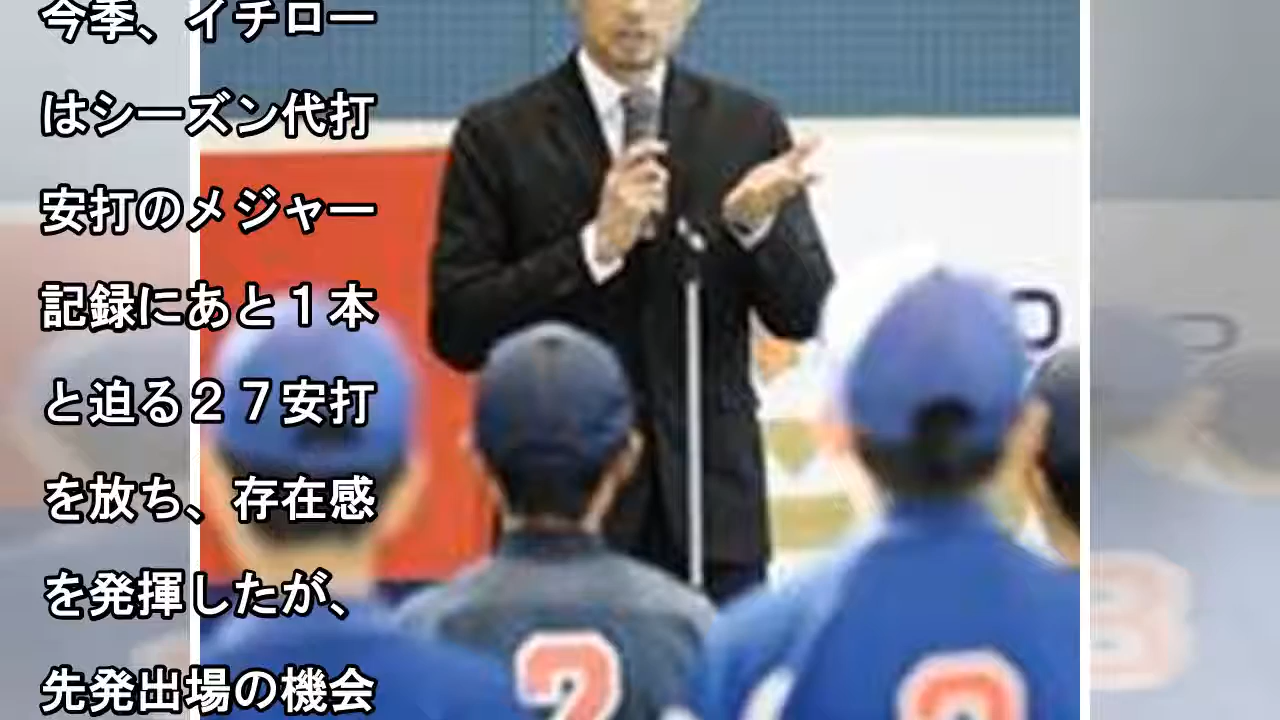 今季、イチロー
はシーズン代打
安打のメジャー
記録にあと１本
と迫る２７安打
を放ち、存在感
を発揮したが、
先発出場の機会
2